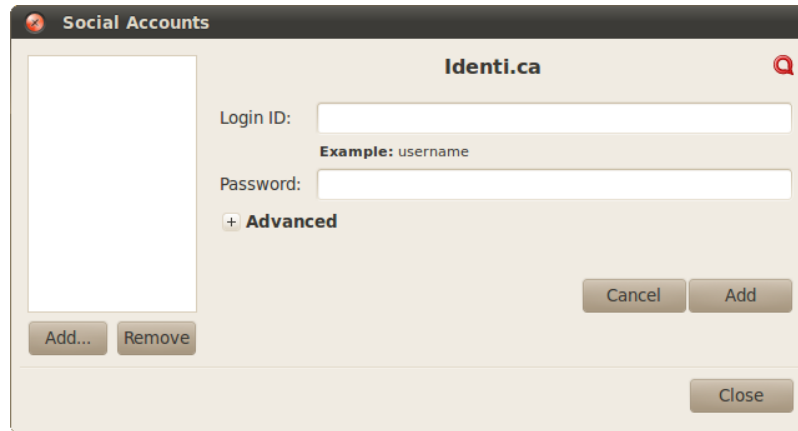 Social Accounts
Identi.ca
Login ID:
Example: username
Password:
+ Advanced
Cancel Add
Add... Remove
Close